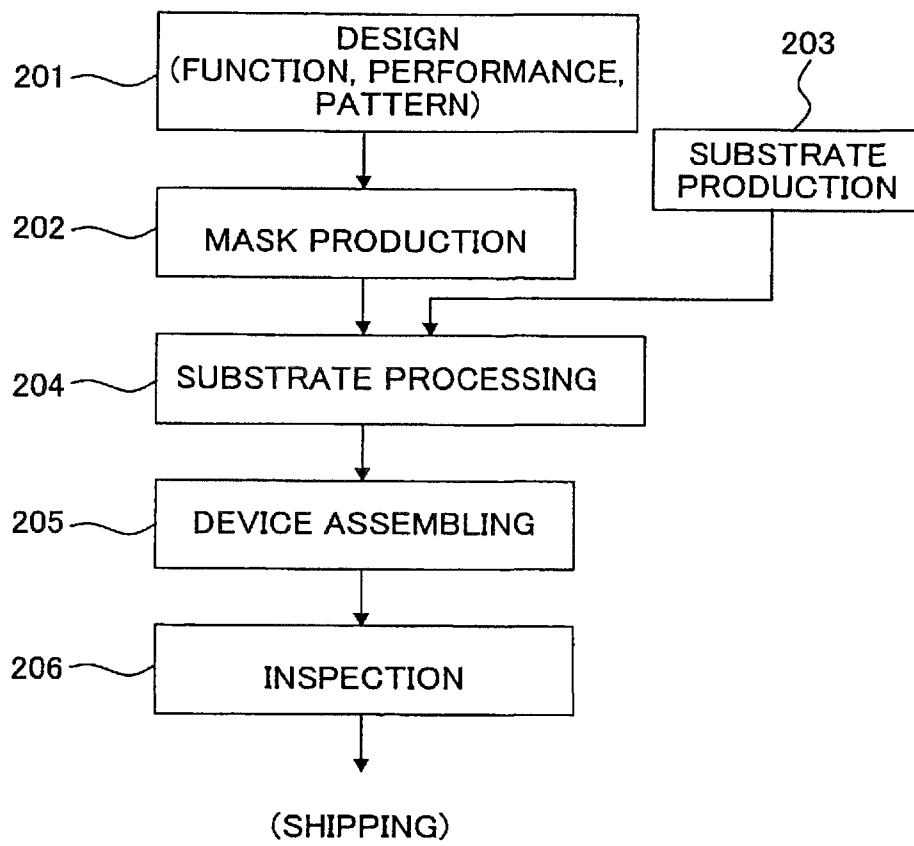 201
DESIGN
(FUNCTION, PERFORMANCE,
PATTERN)
203
SUBSTRATE
PRODUCTION
202
MASK PRODUCTION
204
SUBSTRATE PROCESSING
205
DEVICE ASSEMBLING
206
INSPECTION
(SHIPPING)